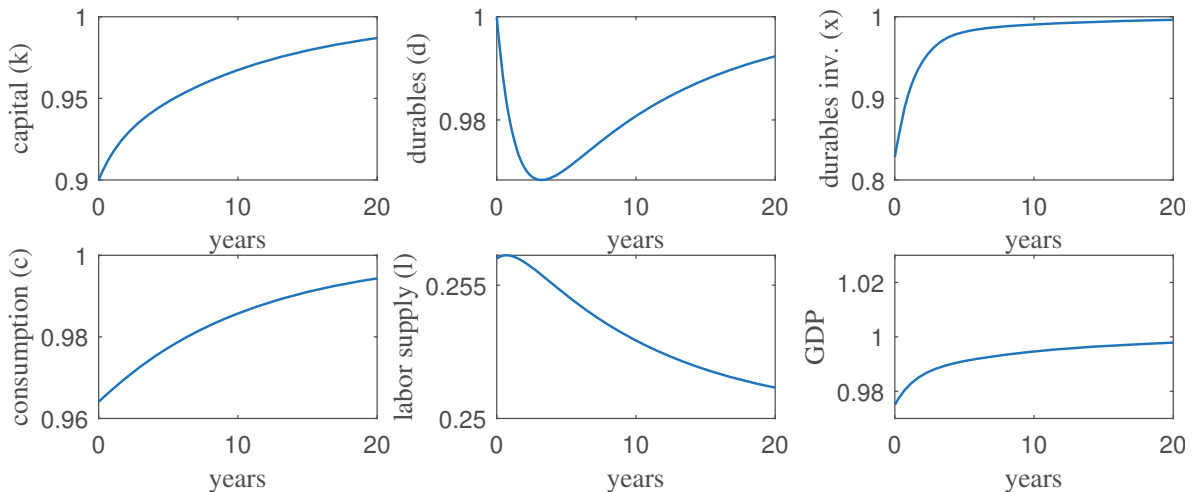 capital (k)
1
0.95
0.9
0
10
20
years
durables (d)
0.98
0
10
20
years
durables inv. (x)
1
0.9
0.8
0
10
20
years
consumption (c)
1
0.98
0.96
0
10
20
years
labor supply (l)
0.255
0.25
0
10
20
years
GDP
1.02
1
0.98
0
10
20
years